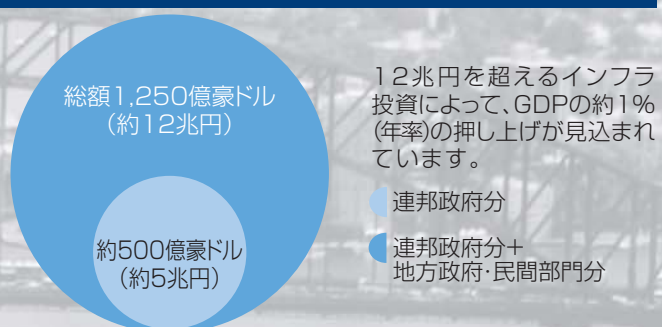 総額1,250億豪ドル
（約12兆円）
約500億豪ドル
（約5兆円）
12兆円を超えるインフラ
投資によって、GDPの約1%
（年率）の押し上げが見込まれ
ています。
連邦政府分
連邦政府分＋
地方政府･民間部門分